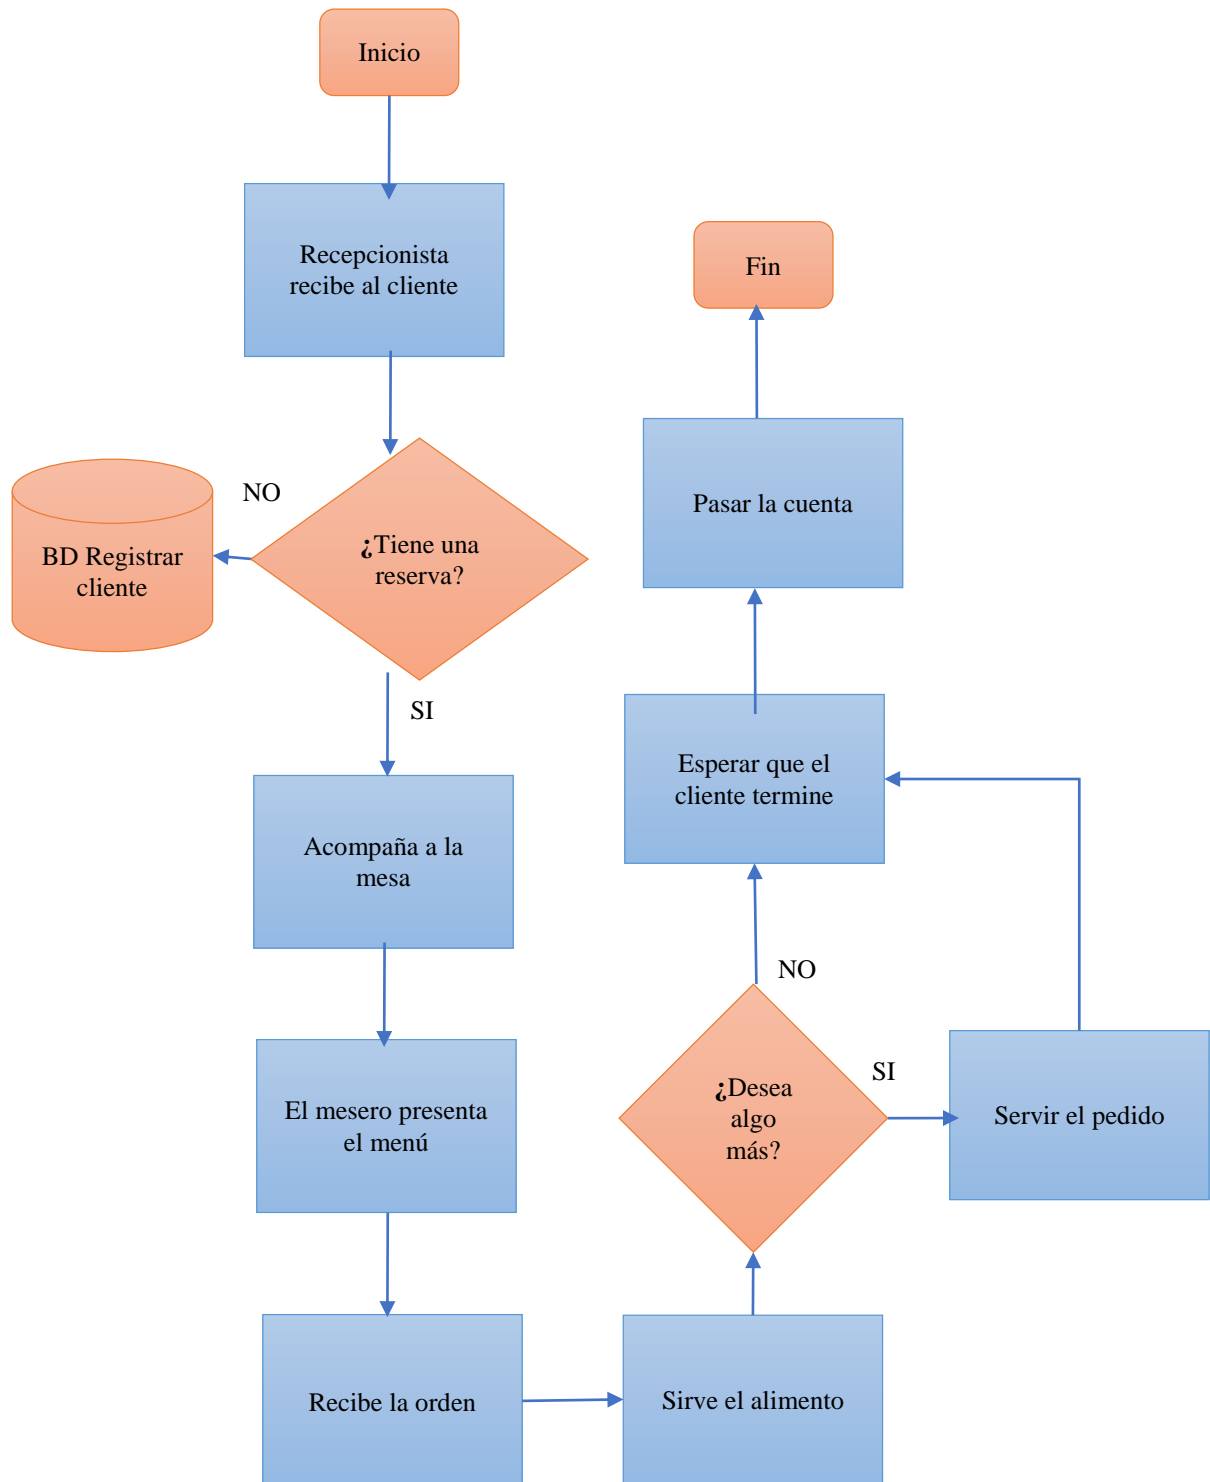 Inicio
Recepcionista
recibe al cliente
¿Tiene una
reserva?
NO
BD Registrar
cliente
SI
Acompaña a la
mesa
El mesero presenta
el menú
Recibe la orden
Sirve el alimento
¿Desea
algo
más?
SI
Servir el pedido
NO
Esperar que el
cliente termine
Pasar la cuenta
Fin